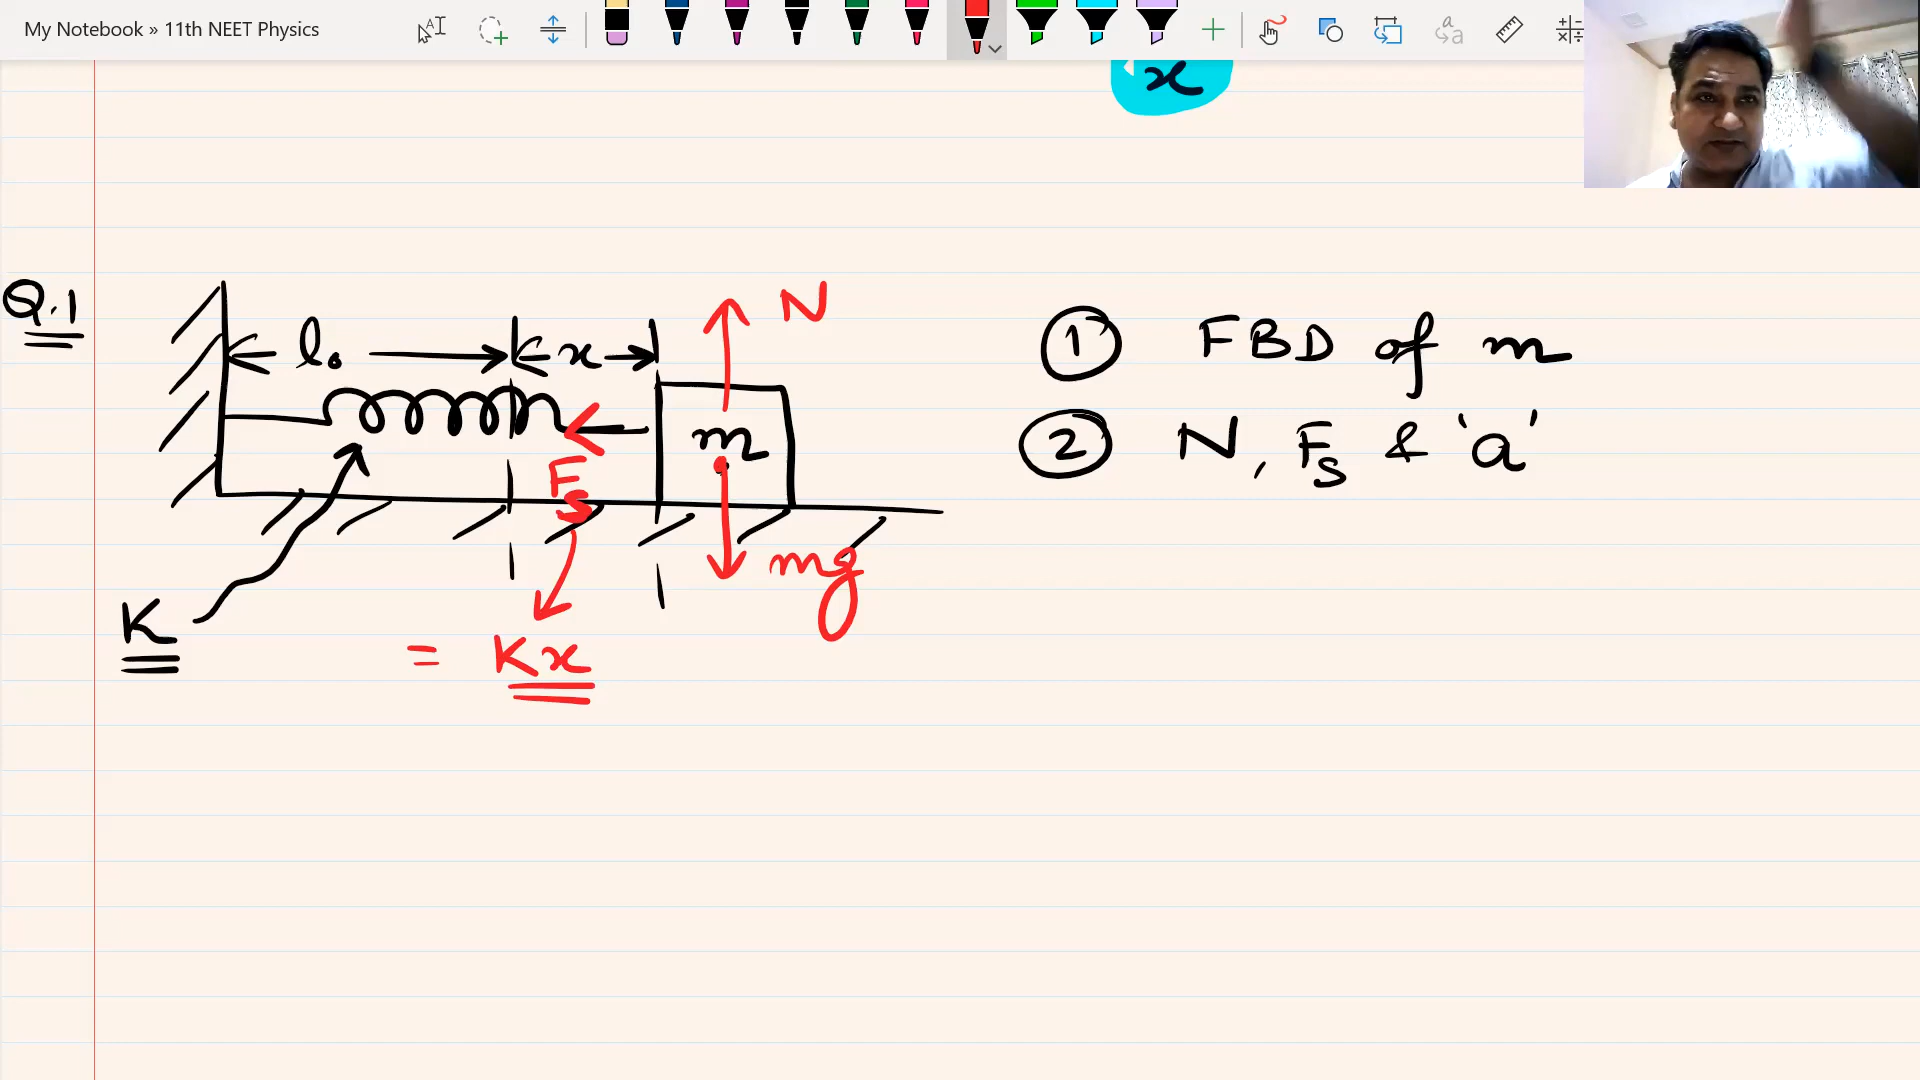 My Notebook » 11th NEET Physics
x
Q.1
l₀ x
N
m
Fs
mg
K
= Kx
① FBD of m
② N, Fs & 'a'